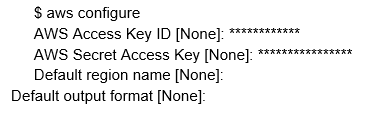 $ aws configure
AWS Access Key ID [None]: ************
AWS Secret Access Key [None]: ****************
Default region name [None]:
Default output format [None]: